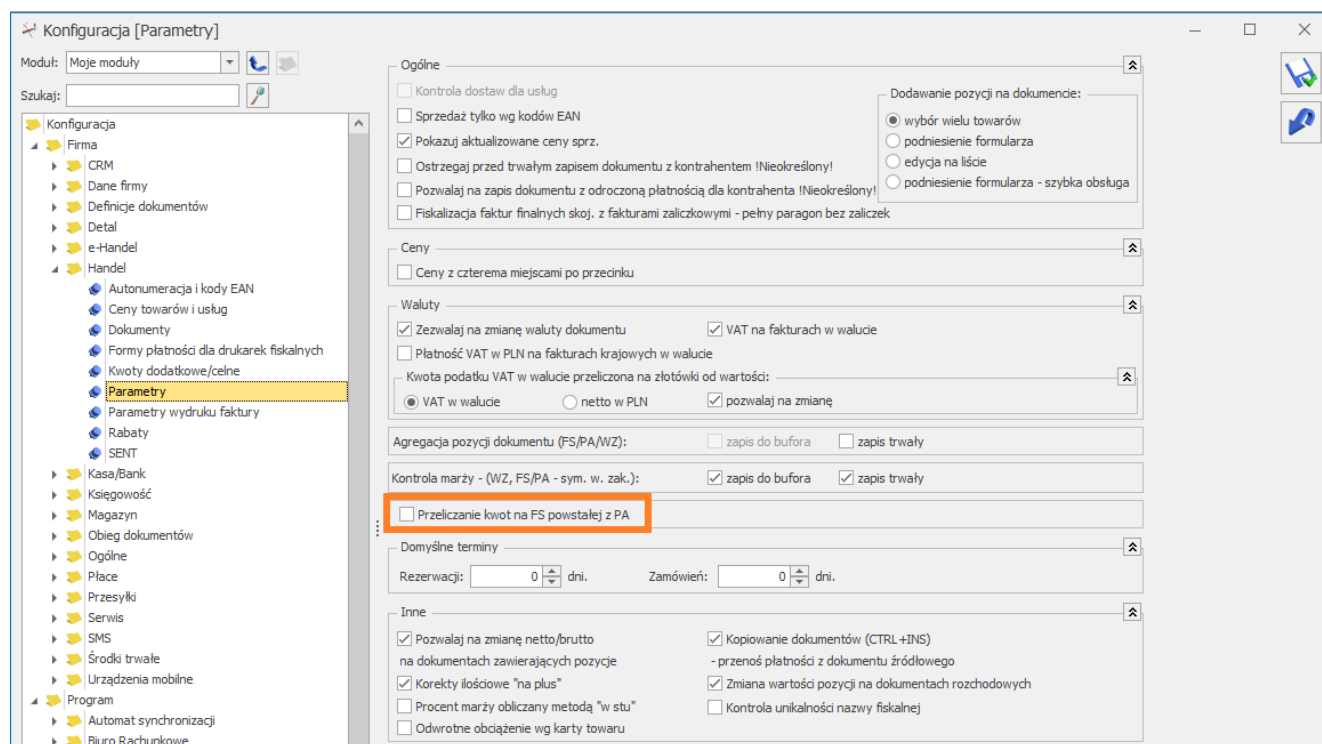 Konfiguracja [Parametry]
Moduł: Moje moduły
Szukaj:
Konfiguracja
Firma
CRM
Dane firmy
Definicje dokumentów
Detal
e-Handel
Handel
Autonumeracja i kody EAN
Ceny towarów i usług
Dokumenty
Formy płatności dla drukarek fiskalnych
Kwoty dodatkowe/celne
Parametry
Parametry wydruku faktury
Rabaty
SENT
Kasa/Bank
Księgowość
Magazyn
Obieg dokumentów
Ogólne
Płace
Przesyłki
Serwis
SMS
Środki trwałe
Urządzenia mobilne
Program
Automat synchronizacji
Biuro Rachunkowe
Ogólne
Kontrola dostaw dla usług
Sprzedaż tylko wg kodów EAN
Pokazuj aktualizowane ceny sprz.
Ostrzegaj przed trwałym zapisem dokumentu z kontrahentem !Nieokreślony!
Pozwalaj na zapis dokumentu z odroczoną płatnością dla kontrahenta !Nieokreślony!
Fiskalizacja faktur finalnych skoj. z fakturami zaliczkowymi - pełny paragon bez zaliczek
Dodawanie pozycji na dokumencie:
wybór wielu towarów
podniesienie formularza
edycja na liście
podniesienie formularza - szybka obsługa
Ceny
Ceny z czterema miejscami po przecinku
Waluty
Zezwalaj na zmianę waluty dokumentu VAT na fakturach w walucie
Płatność VAT w PLN na fakturach krajowych w walucie
Kwota podatku VAT w walucie przeliczona na złotówki od wartości:
VAT w walucie netto w PLN pozwalaj na zmianę
Agregacja pozycji dokumentu (FS/PA/WZ): zapis do bufora zapis trwały
Kontrola marży - (WZ, FS/PA - sym. w. zak.): zapis do bufora zapis trwały
Przeliczanie kwot na FS powstałej z PA
Domyślne terminy
Rezerwacji: 0 dni. Zamówień: 0 dni.
Inne
Pozwalaj na zmianę netto/brutto Kopiowanie dokumentów (CTRL+INS)
na dokumentach zawierających pozycje - przenoś płatności z dokumentu źródłowego
Korekty ilościowe "na plus" Zmiana wartości pozycji na dokumentach rozchodowych
Procent marży obliczany metodą "w stu" Kontrola unikalności nazwy fiskalnej
Odwrotne obciążenie wg karty towaru